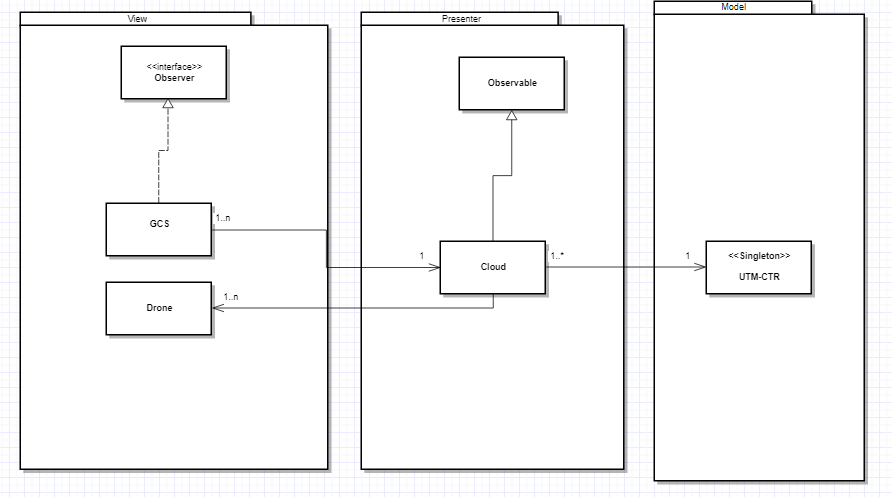 View
Presenter
Model
<<interface>>
Observer
Observable
GCS
1..n
1
Cloud
1..*
1
<<Singleton>>
UTM-CTR
Drone
1..n